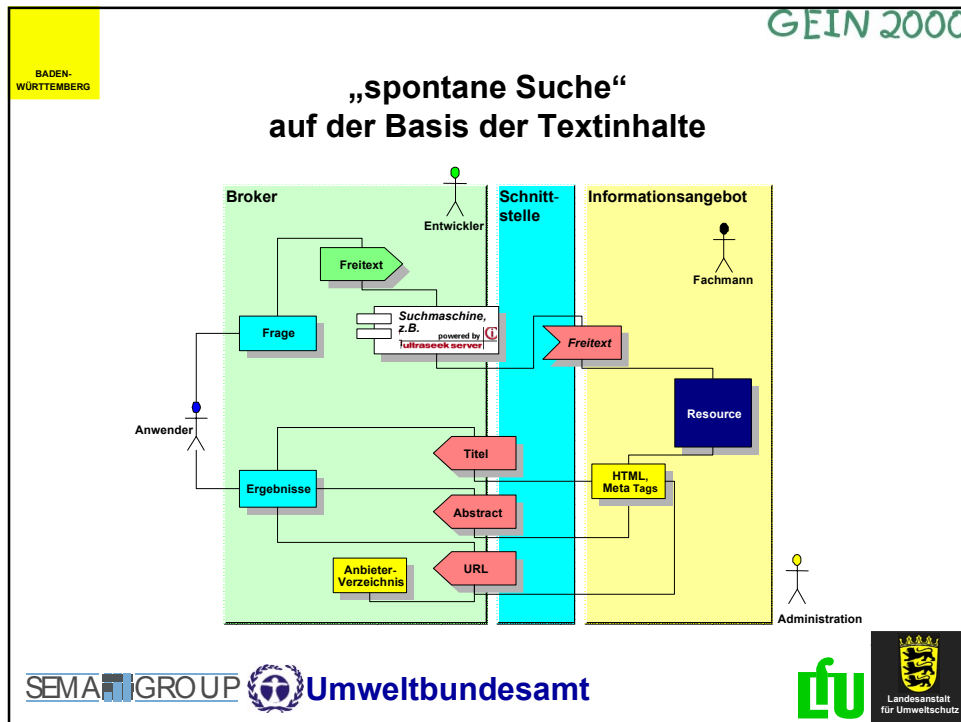 GEIN 2000
BADEN-
WÜRTTEMBERG
„spontane Suche“
auf der Basis der Textinhalte
Broker
Entwickler
Schnitt-
stelle
Informationsangebot
Fachmann
Freitext
Suchmaschine,
z.B.
powered by
ultraseek server
Frage
Freitext
Resource
Anwender
Titel
Ergebnisse
HTML,
Meta Tags
Abstract
Anbieter-
Verzeichnis
URL
Administration
SEMA GROUP
Umweltbundesamt
LfU
Landesanstalt
für Umweltschutz